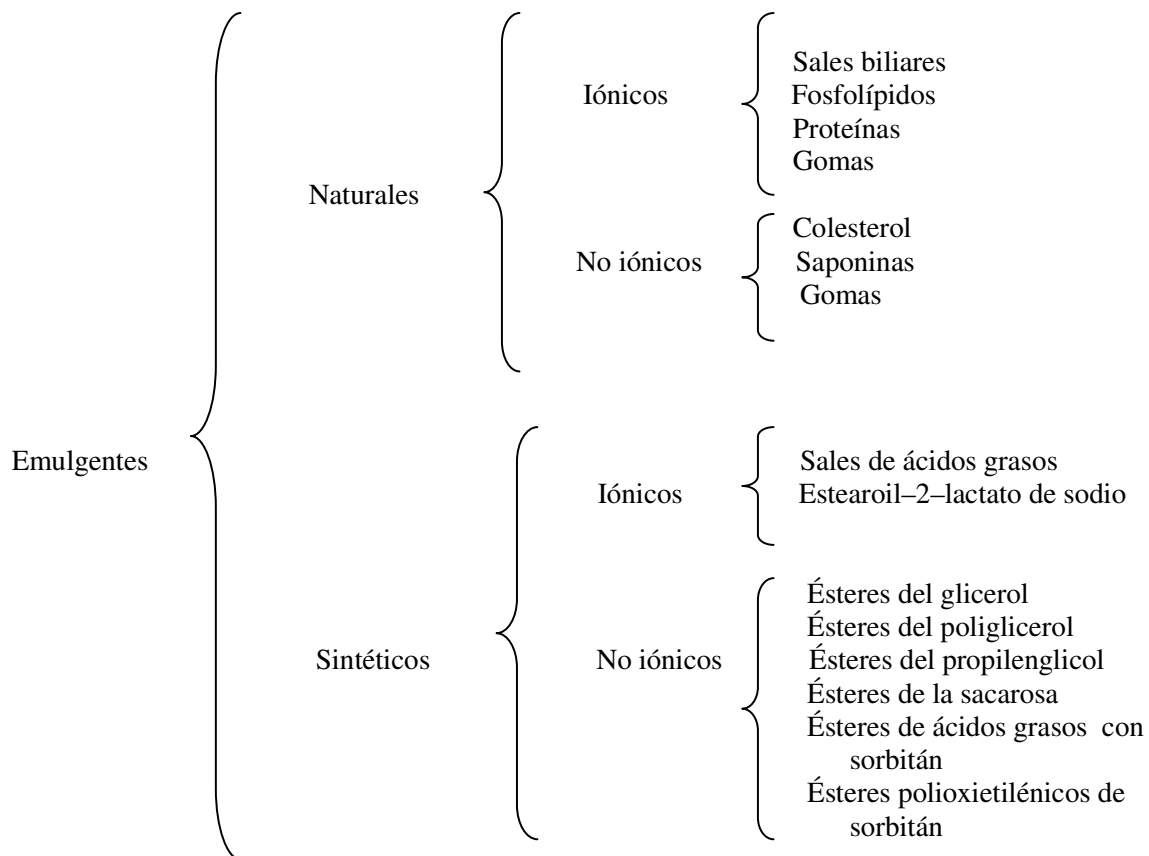 Emulgentes
Naturales
Iónicos
Sales biliares
Fosfolípidos
Proteínas
Gomas
No iónicos
Colesterol
Saponinas
Gomas
Sintéticos
Iónicos
Sales de ácidos grasos
Estearoil–2–lactato de sodio
No iónicos
Ésteres del glicerol
Ésteres del poliglicerol
Ésteres del propilenglicol
Ésteres de la sacarosa
Ésteres de ácidos grasos con
sorbitán
Ésteres polioxietilénicos de
sorbitán